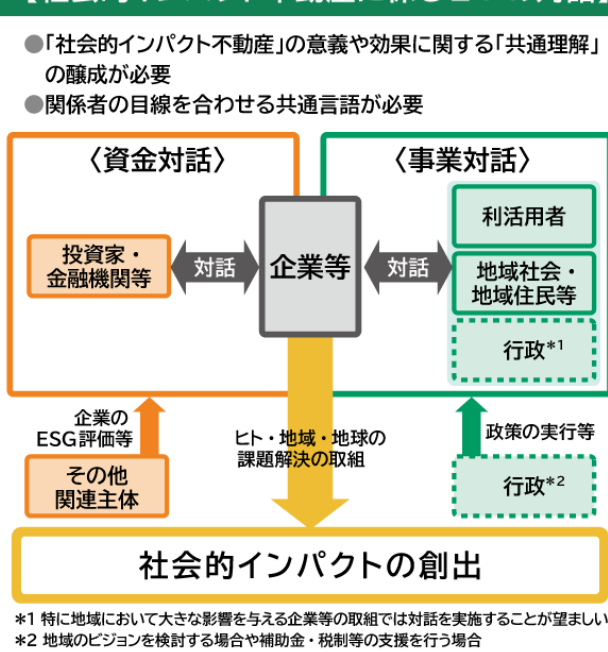 ●「社会的インパクト不動産」の意義や効果に関する「共通理解」
の醸成が必要
●関係者の目線を合わせる共通言語が必要
〈資金対話〉
〈事業対話〉
投資家・
金融機関等
対話
企業等
対話
利活用者
地域社会・
地域住民等
行政*1
企業の
ESG評価等
その他
関連主体
ヒト・地域・地球の
課題解決の取組
政策の実行等
行政*2
社会的インパクトの創出
*1 特に地域において大きな影響を与える企業等の取組では対話を実施することが望ましい
*2 地域のビジョンを検討する場合や補助金・税制等の支援を行う場合